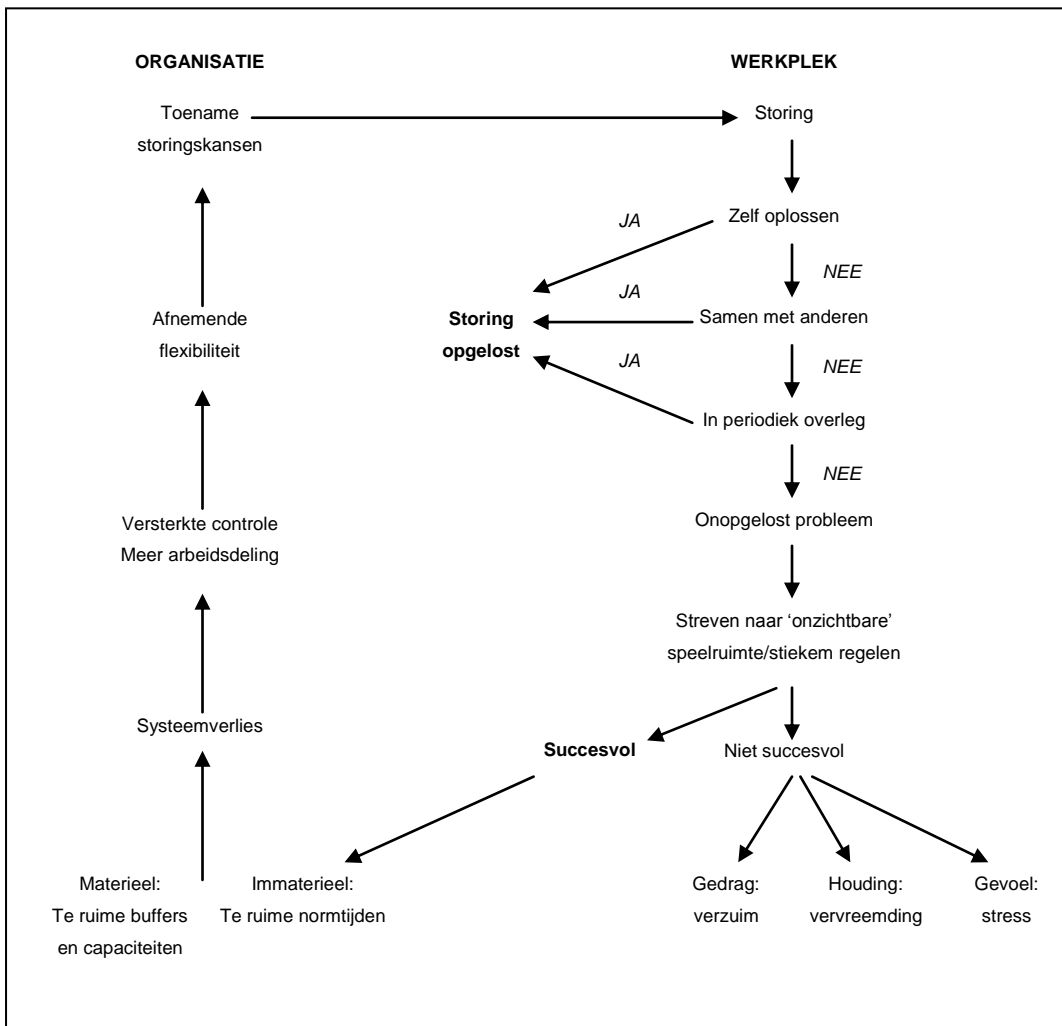 ORGANISATIE
WERKPLEK
Toename
storingskansen
Storing
JA
Zelf oplossen
NEE
JA
Afnemende
flexibiliteit
Storing
opgelost
Samen met anderen
JA
NEE
In periodiek overleg
NEE
Versterkte controle
Meer arbeidsdeling
Onopgelost probleem
Streven naar ‘onzichtbare’
speelruimte/stiekem regelen
Systeemverlies
Succesvol
Niet succesvol
Materieel:
Te ruime buffers
en capaciteiten
Immaterieel:
Te ruime normtijden
Gedrag:
verzuim
Houding:
vervreemding
Gevoel:
stress